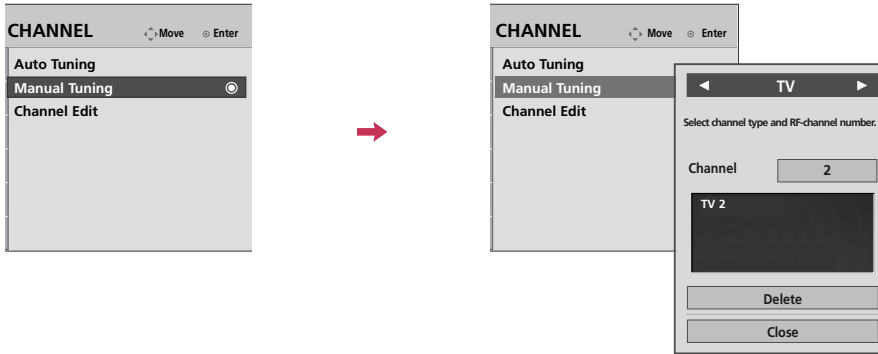 CHANNEL Move Enter
Auto Tuning
Manual Tuning
Channel Edit
CHANNEL Move Enter
Auto Tuning
Manual Tuning
Channel Edit
TV
Select channel type and RF-channel number.
Channel 2
TV 2
Delete
Close